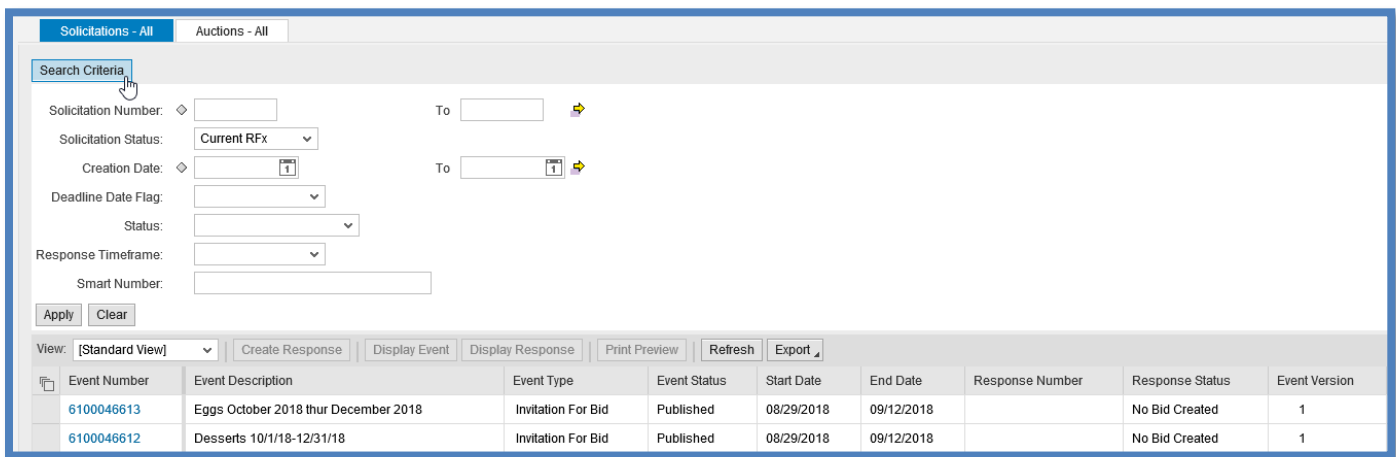 Solicitations - All Auctions - All
Search Criteria
Solicitation Number: To
Solicitation Status: Current RFx
Creation Date: 1 To 1
Deadline Date Flag:
Status:
Response Timeframe:
Smart Number:
Apply Clear
View: [Standard View] Create Response Display Event Display Response Print Preview Refresh Export
Event Number Event Description Event Type Event Status Start Date End Date Response Number Response Status Event Version
6100046613 Eggs October 2018 thur December 2018 Invitation For Bid Published 08/29/2018 09/12/2018 No Bid Created 1
6100046612 Desserts 10/1/18-12/31/18 Invitation For Bid Published 08/29/2018 09/12/2018 No Bid Created 1